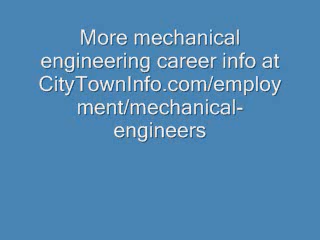 More mechanical
engineering career info at
CityTownInfo.com/employ
ment/mechanical-
engineers